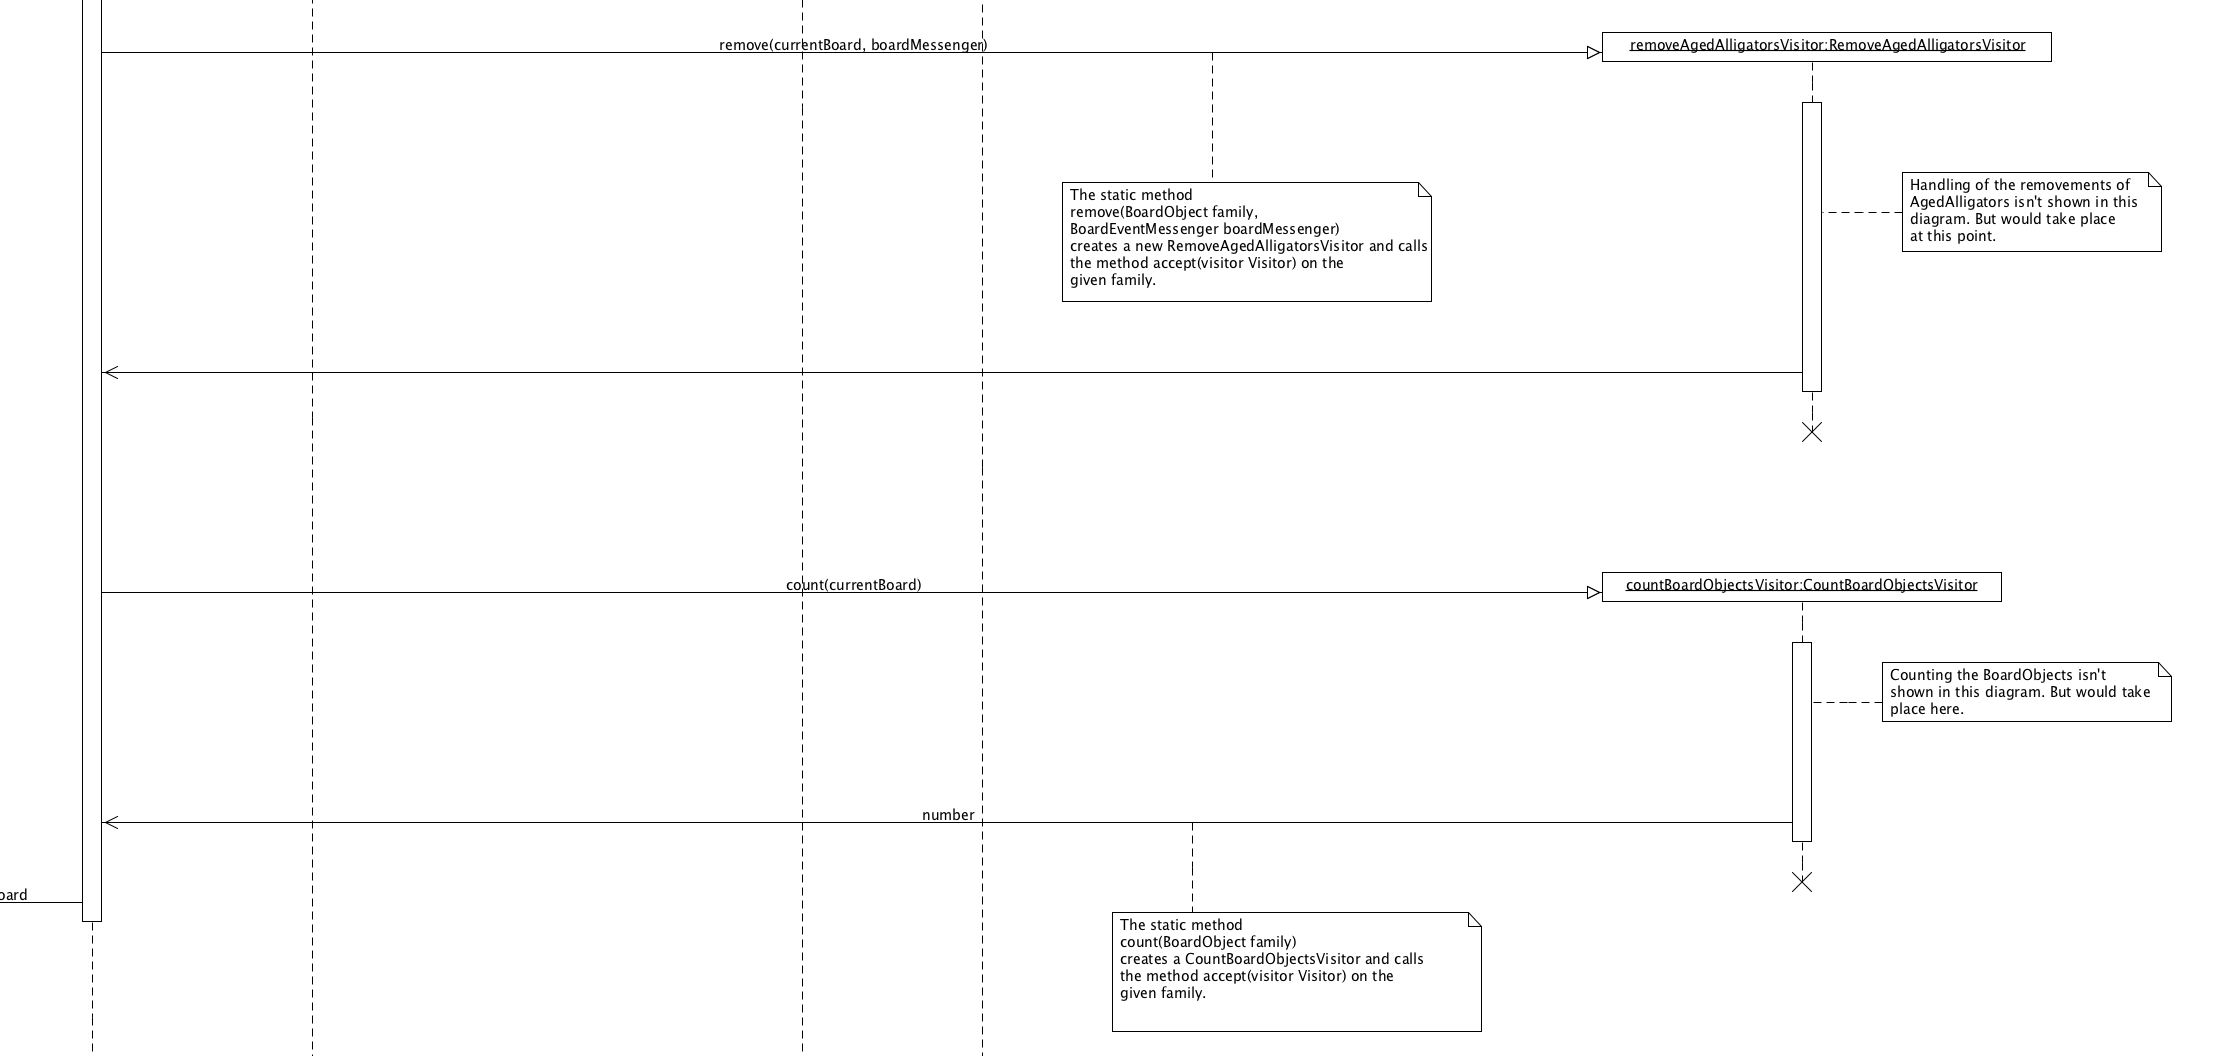 remove(currentBoard, boardMessenger)
removeAgedAlligatorsVisitor:RemoveAgedAlligatorsVisitor
The static method
remove(BoardObject family,
BoardEventMessenger boardMessenger)
creates a new RemoveAgedAlligatorsVisitor and calls
the method accept(visitor Visitor) on the
given family.
Handling of the removements of
AgedAlligators isn't shown in this
diagram. But would take place
at this point.
count(currentBoard)
countBoardObjectsVisitor:CountBoardObjectsVisitor
Counting the BoardObjects isn't
shown in this diagram. But would take
place here.
number
oard
The static method
count(BoardObject family)
creates a CountBoardObjectsVisitor and calls
the method accept(visitor Visitor) on the
given family.